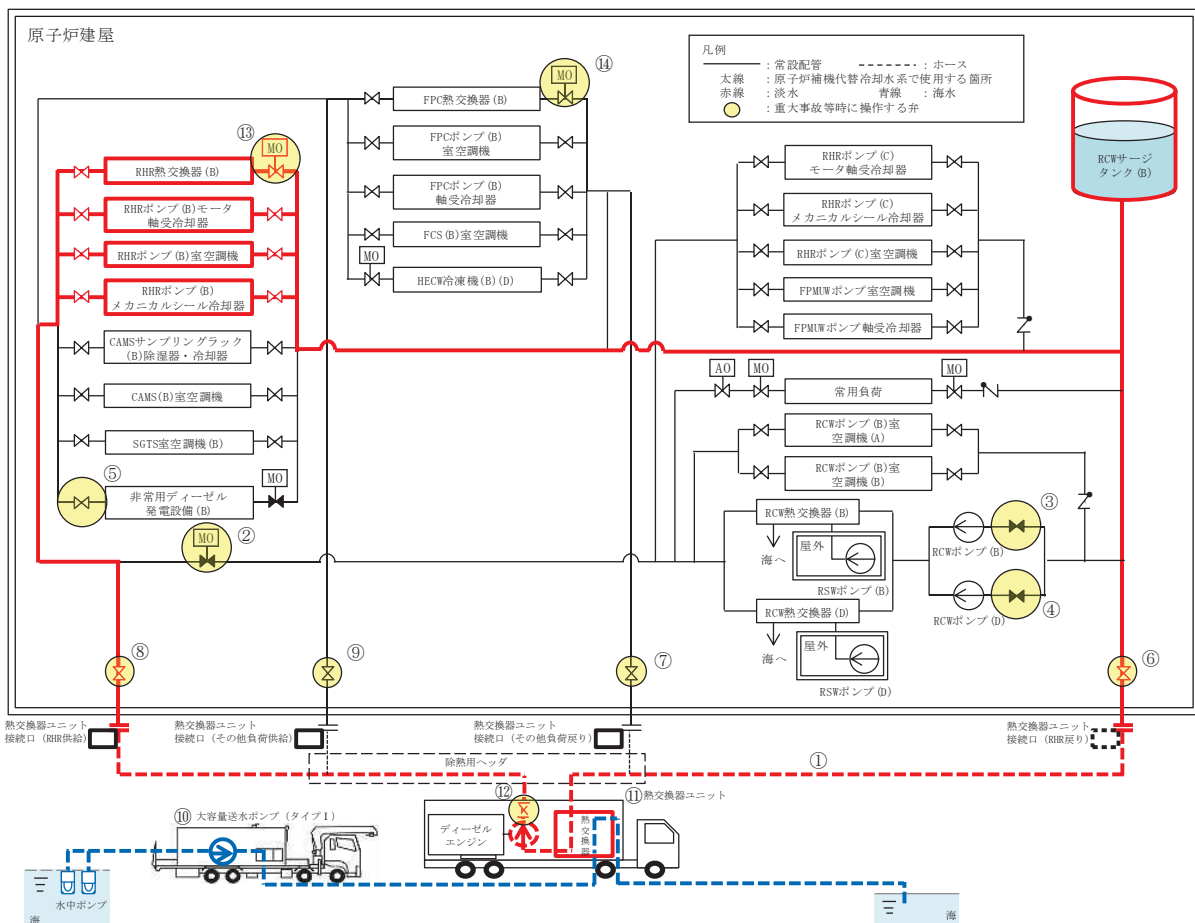 原子炉建屋
凡例
：常設配管 ：ホース
太線 ：原子炉補機代替冷却水系で使用する箇所
赤線 ：淡水 青線 ：海水
：重大事故等時に操作する弁
MO
⑭
FPC熱交換器(B)
FPCポンプ(B)
室空調機
FPCポンプ(B)
軸受冷却器
FCS(B)室空調機
MO
HECW冷凍機(B)(D)
⑬
MO
RHR熱交換器(B)
RHRポンプ(B)モータ
軸受冷却器
RHRポンプ(B)室空調機
RHRポンプ(B)
メカニカルシール冷却器
CAMSサンプリングラック
(B)除湿器・冷却器
CAMS(B)室空調機
SGTS室空調機(B)
⑤
非常用ディーゼル
発電設備(B)
MO
②
MO
RHRポンプ(C)
モータ軸受冷却器
RHRポンプ(C)
メカニカルシール冷却器
RHRポンプ(C)室空調機
FPMUWポンプ室空調機
FPMUWポンプ軸受冷却器
RCWサージ
タンク(B)
AO
MO
MO
常用負荷
RCWポンプ(B)室
空調機(A)
RCWポンプ(B)室
空調機(B)
RCW熱交換器(B)
海へ
屋外
RSWポンプ(B)
RCW熱交換器(D)
海へ
屋外
RSWポンプ(D)
③
RCWポンプ(B)
④
RCWポンプ(D)
⑧
⑨
⑦
⑥
熱交換器ユニット
接続口（RHR供給）
熱交換器ユニット
接続口（その他負荷供給）
熱交換器ユニット
接続口（その他負荷戻り）
熱交換器ユニット
接続口（RHR戻り）
除熱用ヘッダ
①
⑫
⑪熱交換器ユニット
ディーゼル
エンジン
熱交換器
⑩ 大容量送水ポンプ（タイプⅠ）
水中ポンプ
海
海